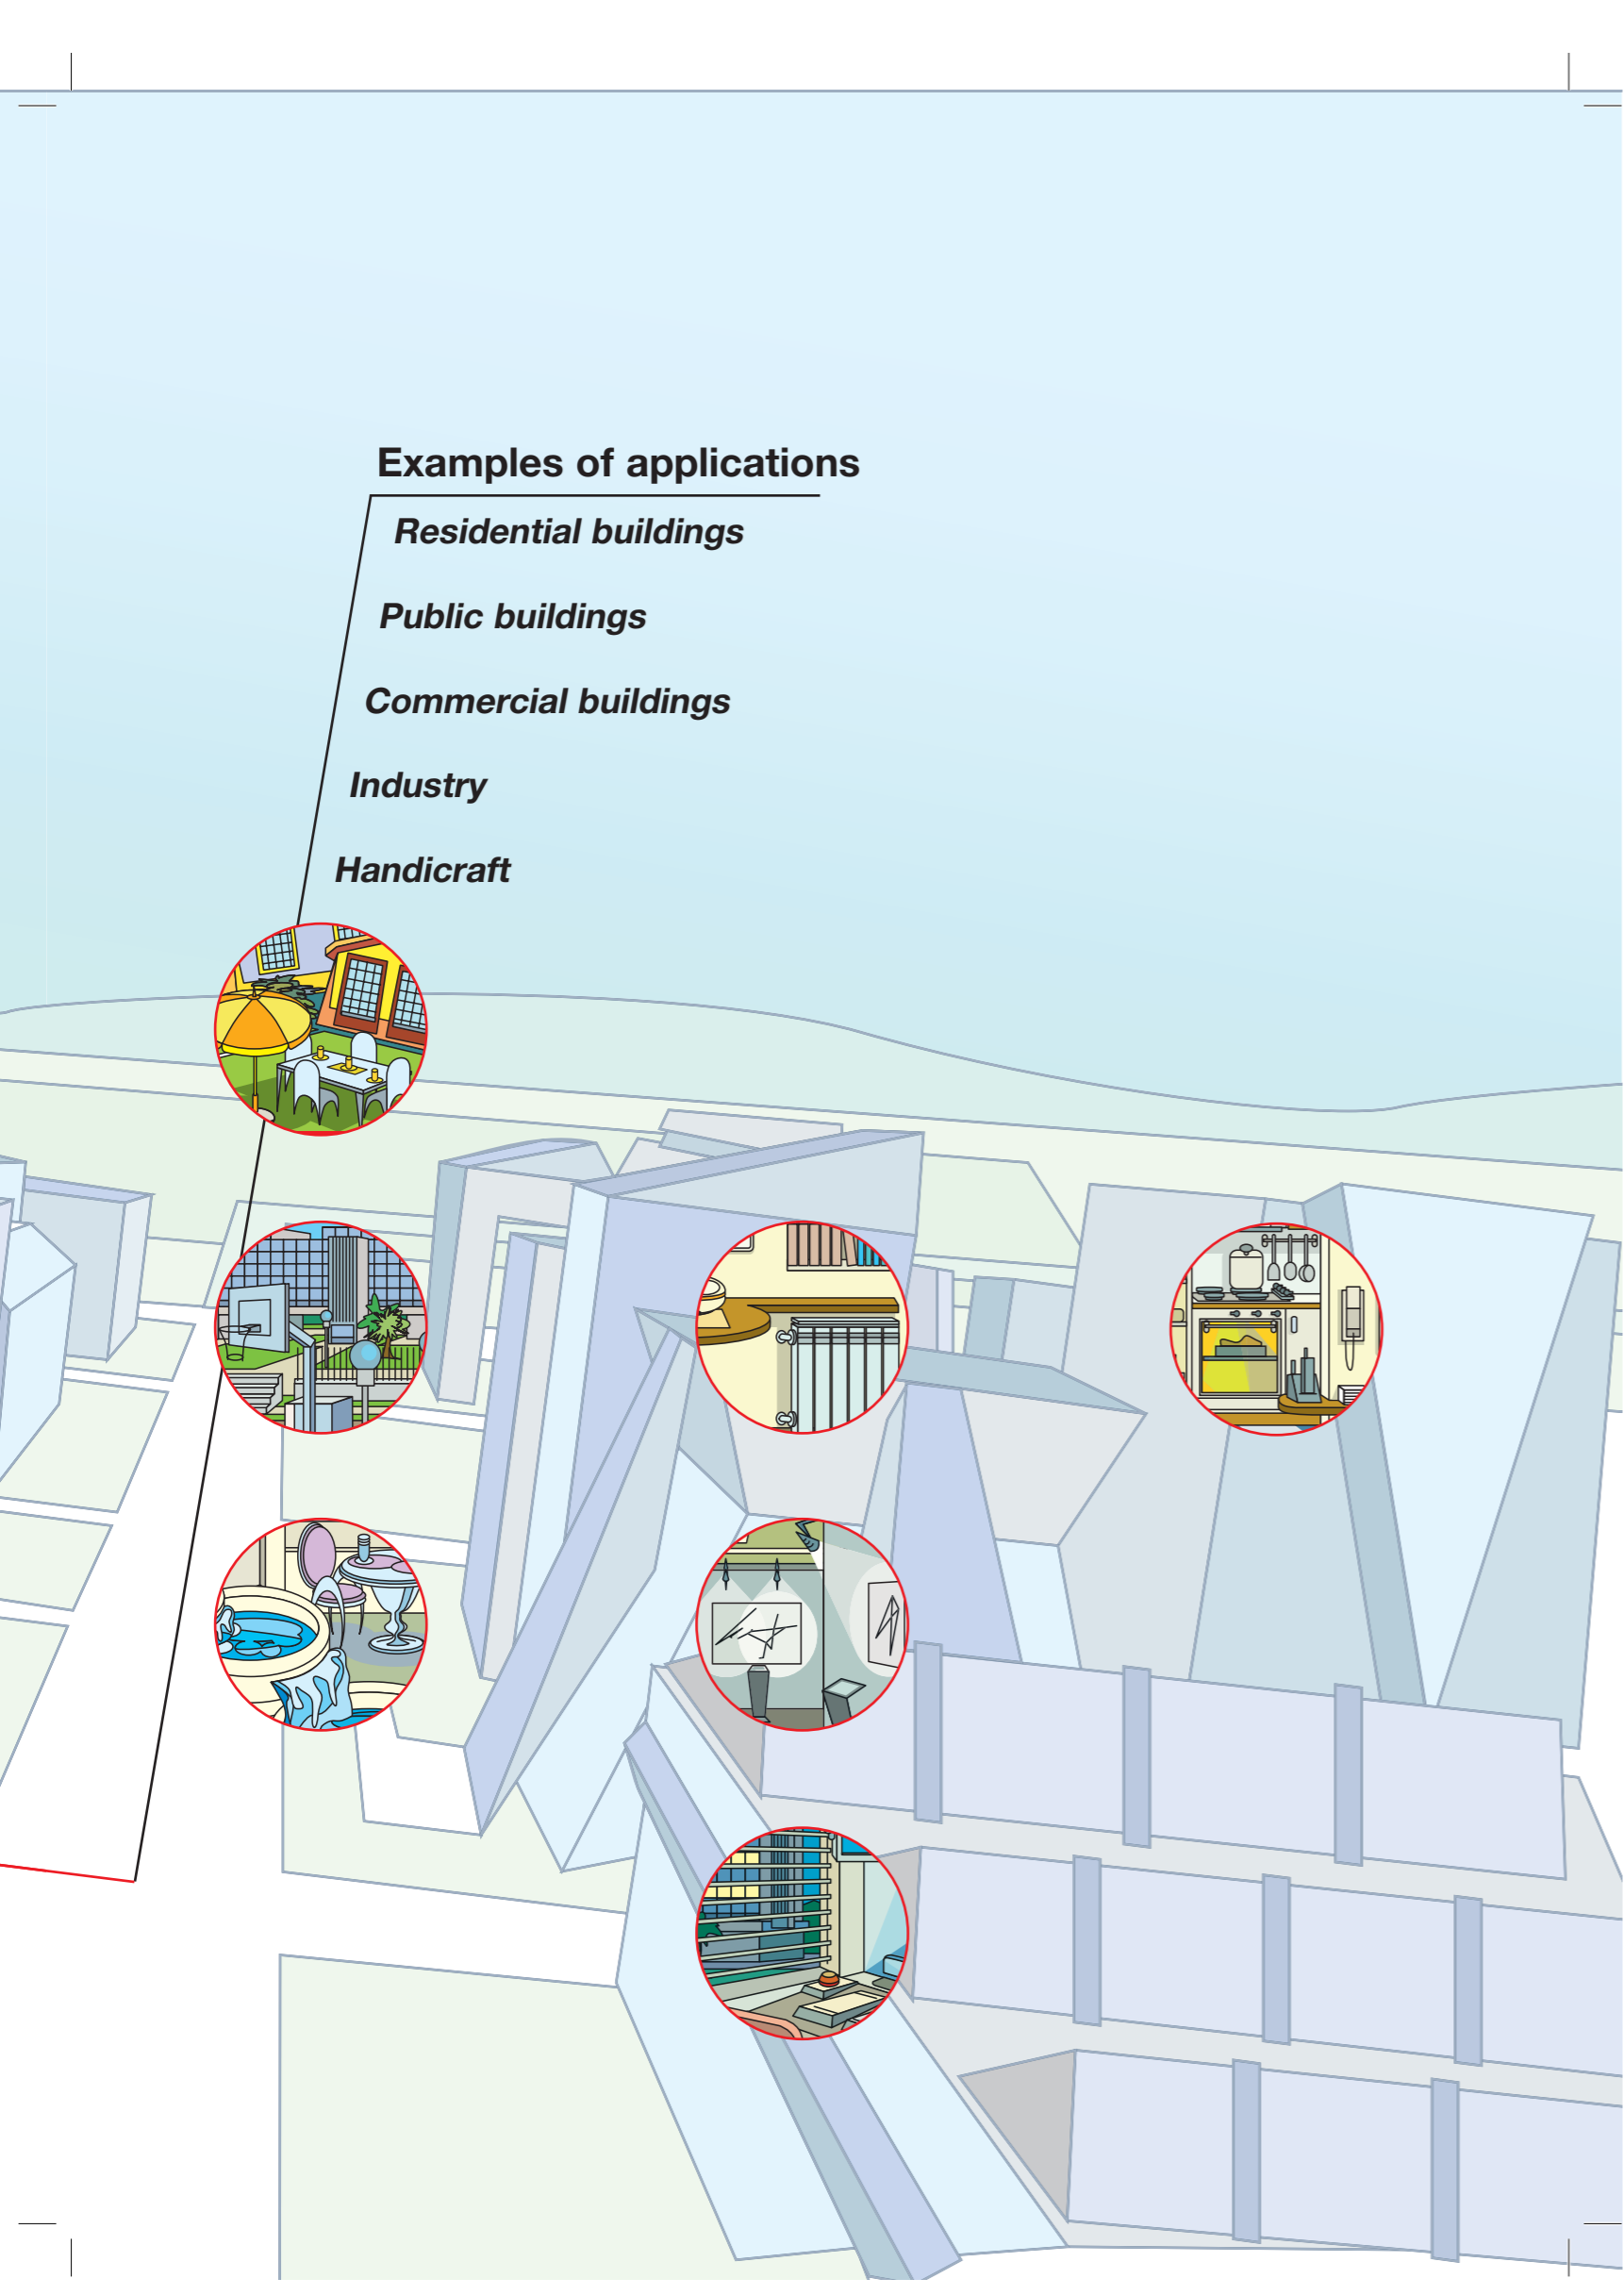 Examples of applications
Residential buildings
Public buildings
Commercial buildings
Industry
Handicraft